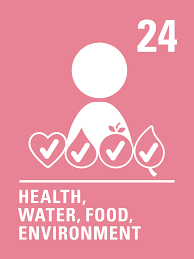 24
HEALTH,
WATER, FOOD,
ENVIRONMENT